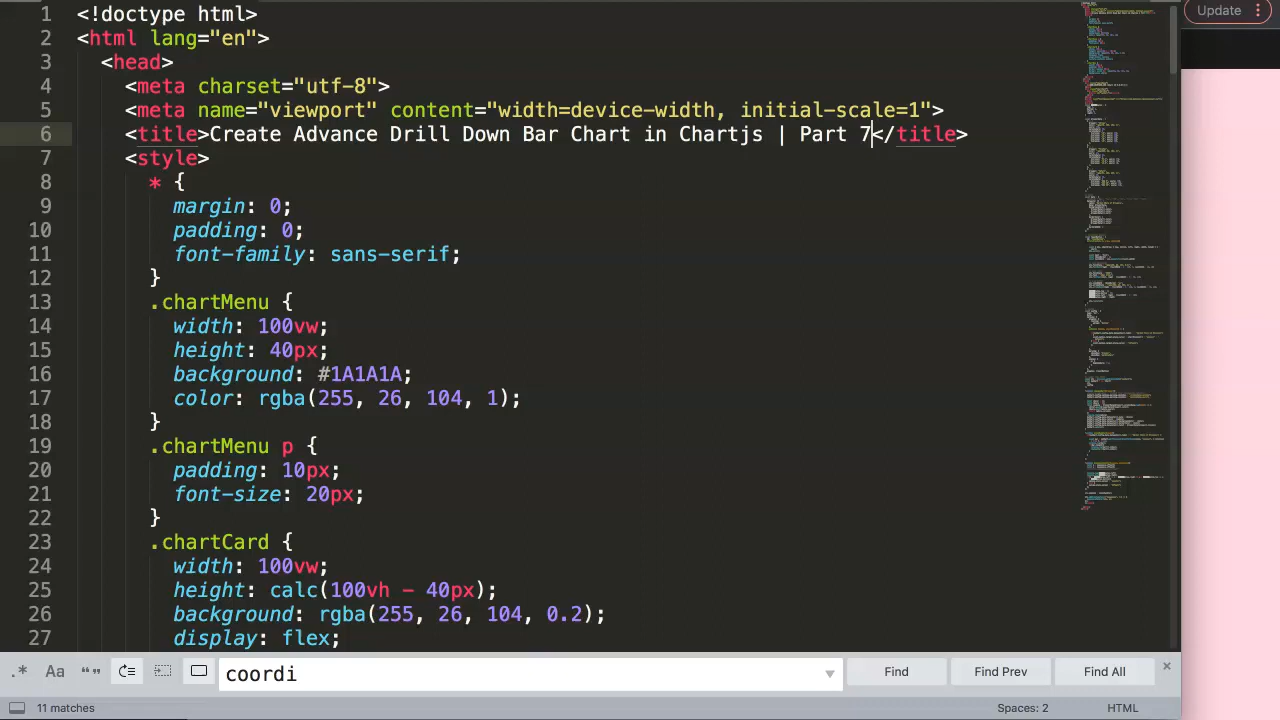 Update
1 <!doctype html>
2 <html lang="en">
3 <head>
4 <meta charset="utf-8">
5 <meta name="viewport" content="width=device-width, initial-scale=1">
6 <title>Create Advance Drill Down Bar Chart in Chartjs | Part 7</title>
7 <style>
8 * {
9 margin: 0;
10 padding: 0;
11 font-family: sans-serif;
12 }
13 .chartMenu {
14 width: 100vw;
15 height: 40px;
16 background: #1A1A1A;
17 color: rgba(255, 26, 104, 1);
18 }
19 .chartMenu p {
20 padding: 10px;
21 font-size: 20px;
22 }
23 .chartCard {
24 width: 100vw;
25 height: calc(100vh - 40px);
26 background: rgba(255, 26, 104, 0.2);
27 display: flex;
.* Aa "" coordi Find Find Prev Find All ×
11 matches Spaces: 2 HTML